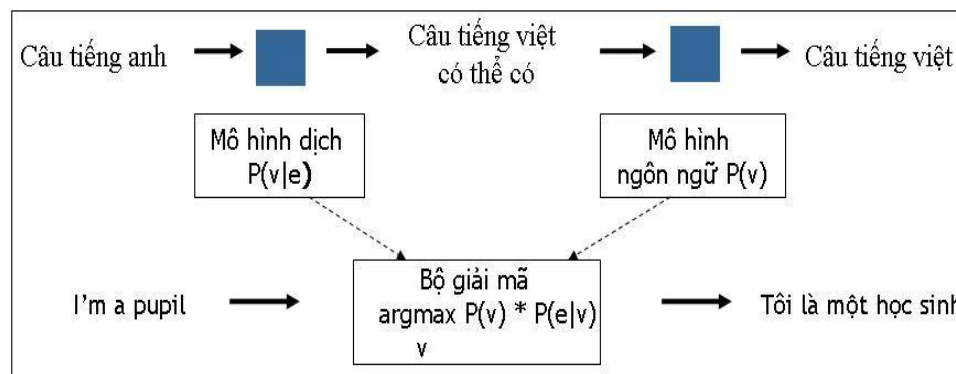 Câu tiếng anh
Câu tiếng việt
có thể có
Câu tiếng việt
Mô hình dịch
P(v|e)
Mô hình
ngôn ngữ P(v)
Bộ giải mã
argmax P(v) * P(e|v)
v
I'm a pupil
Tôi là một học sinh